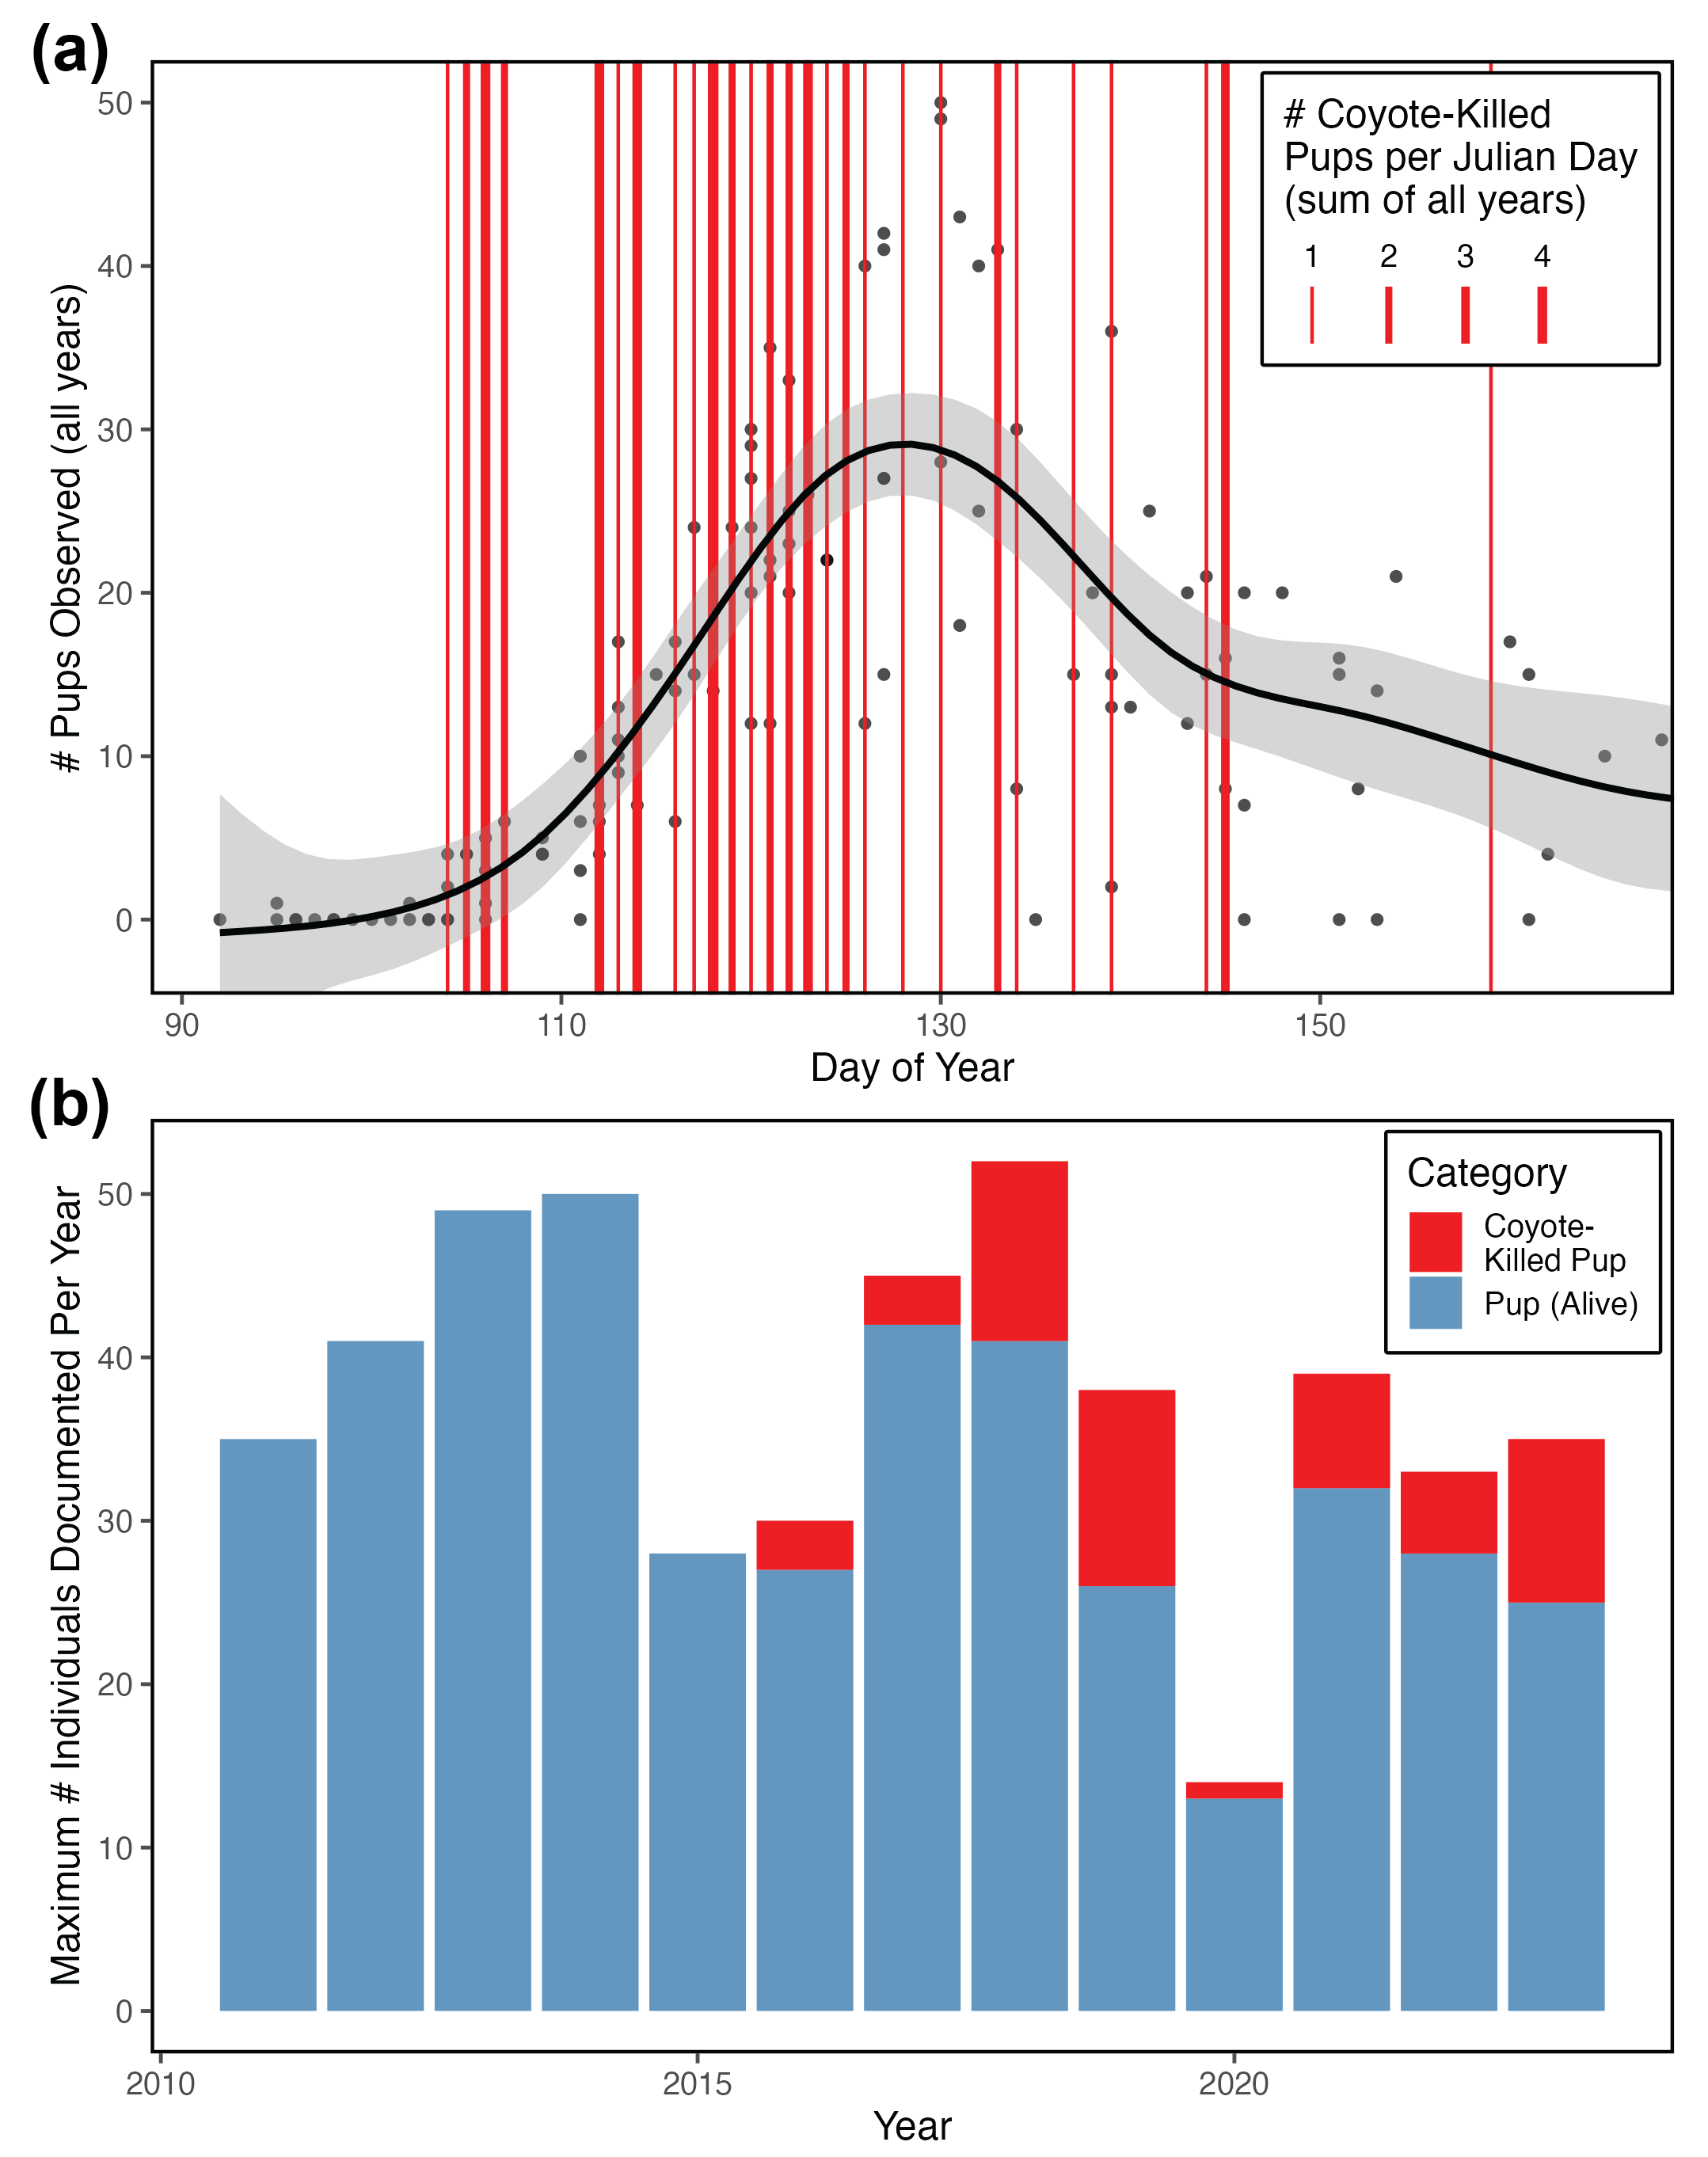 (a)
# Pups Observed (all years)
50
40
30
20
10
0
# Coyote-Killed
Pups per Julian Day
(sum of all years)
1 2 3 4
90 110 130 150
Day of Year
(b)
Maximum # Individuals Documented Per Year
50
40
30
20
10
0
Category
Coyote-
Killed Pup
Pup (Alive)
2010 2015 2020
Year